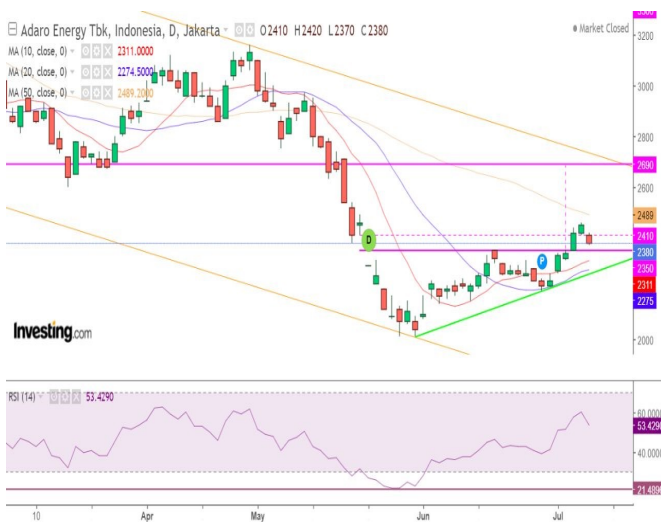 Adaro Energy Tbk, Indonesia, D, Jakarta O2410 H2420 L2370 C2380
Market Closed
MA (10, close, 0) 2311.0000
MA (20, close, 0) 2274.5000
MA (50, close, 0) 2489.2000
3200
3000
2800
2690
2600
2489
2410
2380
2350
2311
2275
2000
D
P
Investing.com
RSI (14) 53.4290
60.0000
53.4290
40.0000
21.4890
10 Apr May Jun Jul